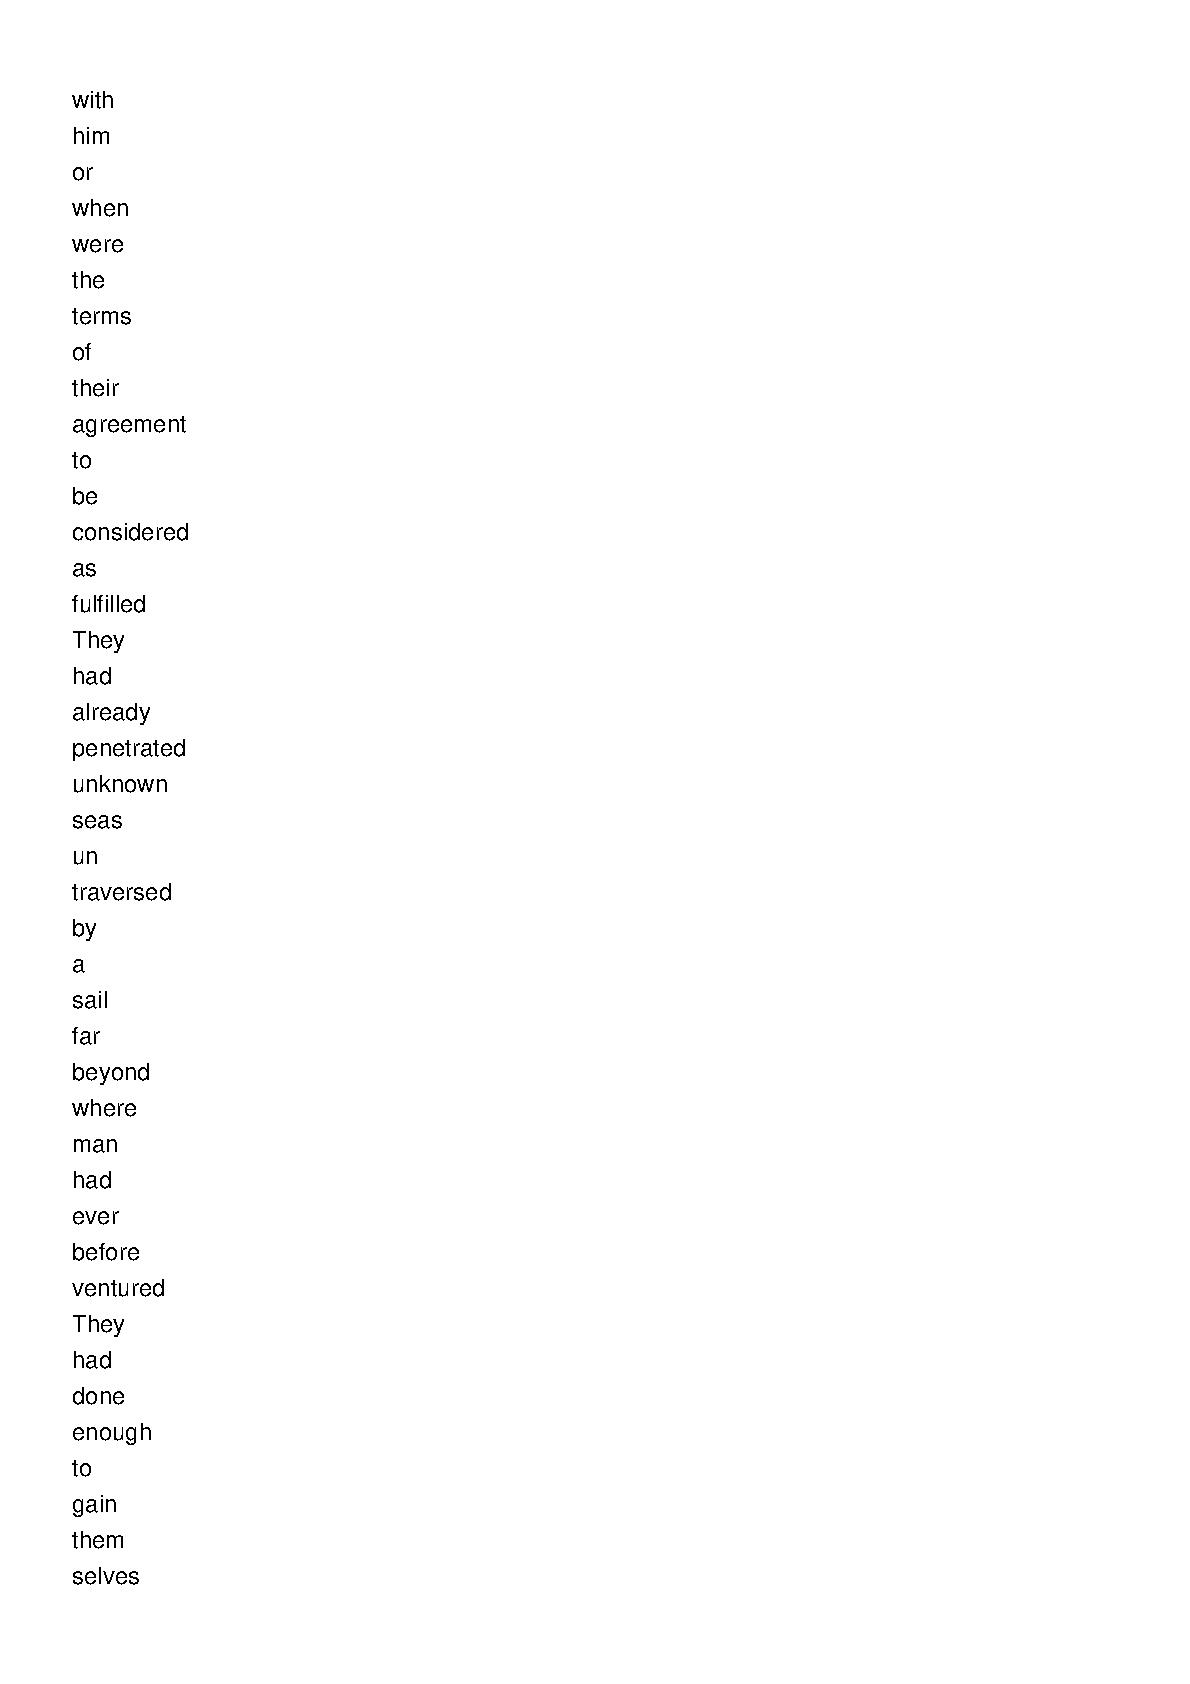 with
him
or
when
were
the
terms
of
their
agreement
to
be
considered
as
fulfilled
They
had
already
penetrated
unknown
seas
un
traversed
by
a
sail
far
beyond
where
man
had
ever
before
ventured
They
had
done
enough
to
gain
them
selves